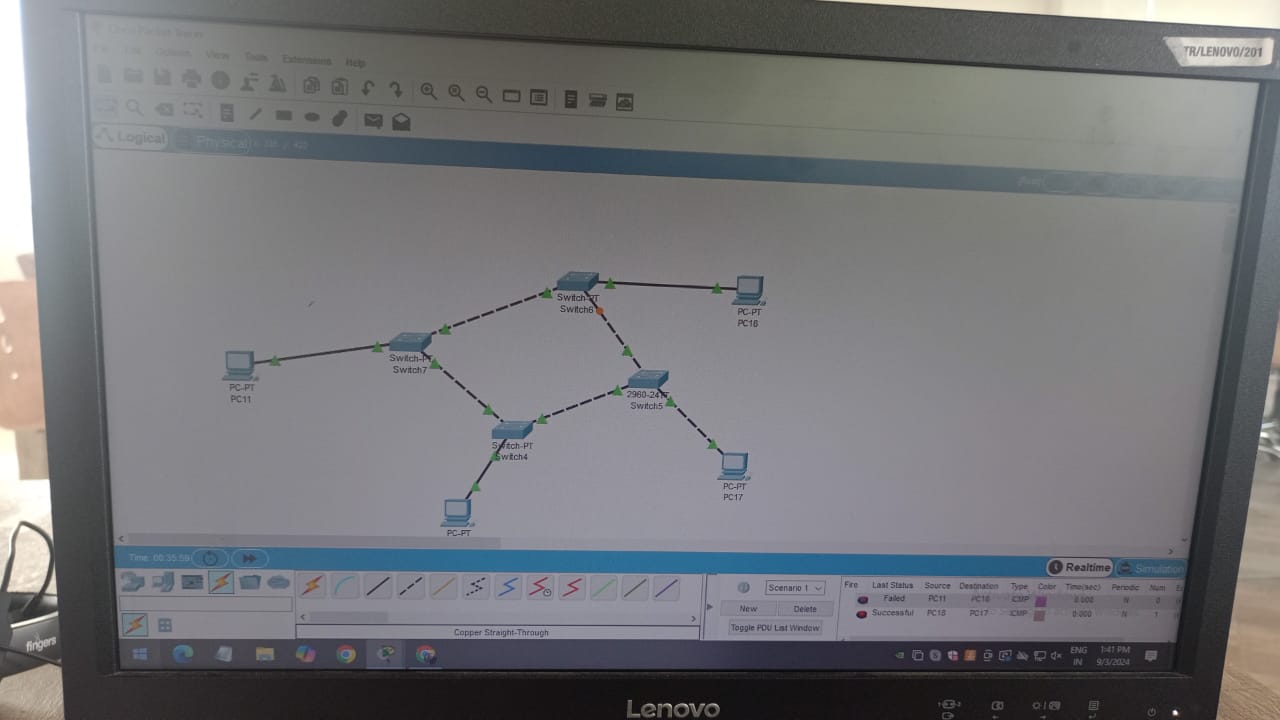 TR/LENOVO/201
Cisco Packet Tracer
File Edit Options View Tools Extensions Help
Logical
Physical
Switch-PT
Switch6
PC-PT
PC18
Switch-PT
Switch7
PC-PT
PC11
2960-24TT
Switch5
Switch-PT
Switch4
PC-PT
PC17
PC-PT
Time: 00:35:59
Realtime
Simulation
Scenario 1
New
Delete
Toggle PDU List Window
Copper Straight-Through
Fire Last Status Source Destination Type Color Time(sec) Periodic Num
Failed PC11 PC16 ICMP 0.000 N 0
Successful PC18 PC17 ICMP 0.000 N 1
ENG
IN
1:41 PM
9/3/2024
fingers
Lenovo